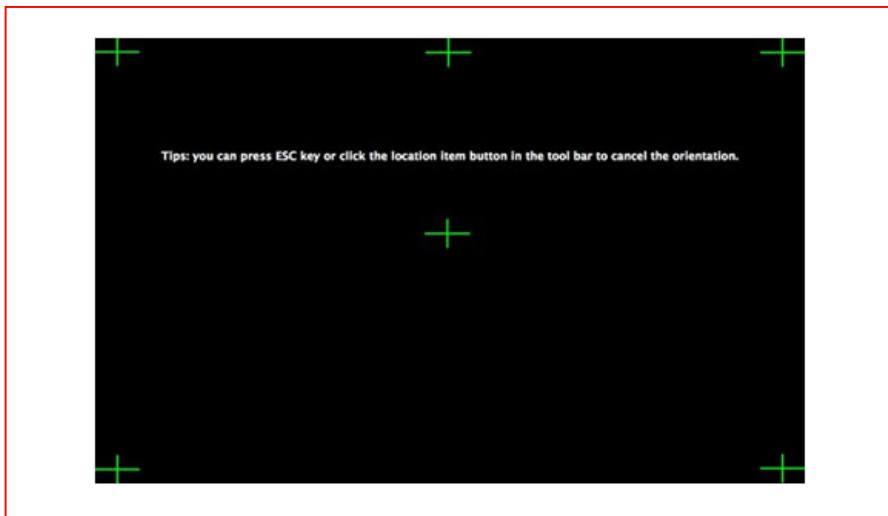 Tips: you can press ESC key or click the location item button in the tool bar to cancel the orientation.